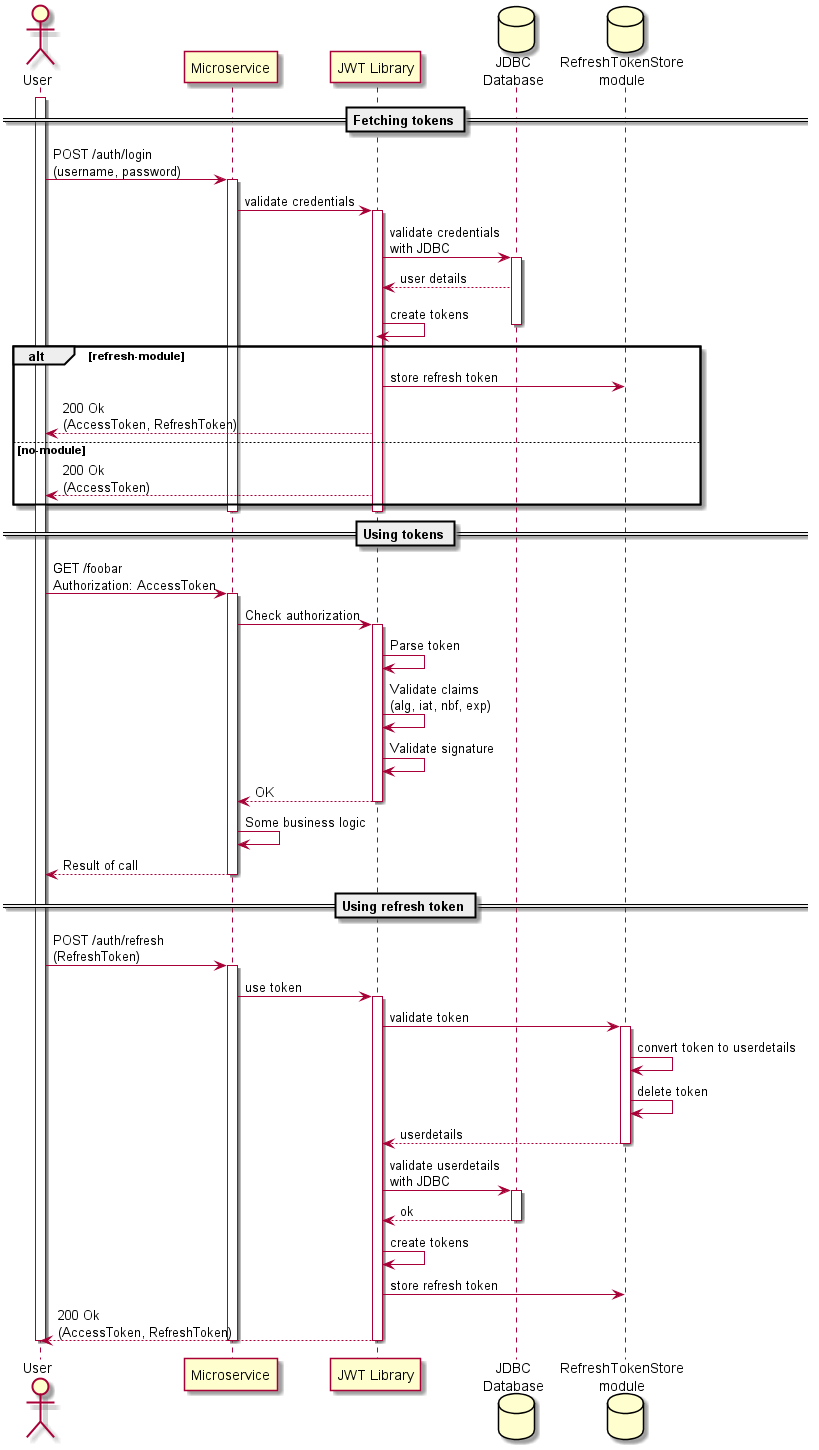 User
Microservice
JWT Library
JDBC
Database
RefreshTokenStore
module
Fetching tokens
POST /auth/login
(username, password)
validate credentials
validate credentials
with JDBC
user details
create tokens
alt [refresh-module]
store refresh token
200 Ok
(AccessToken, RefreshToken)
[no-module]
200 Ok
(AccessToken)
Using tokens
GET /foobar
Authorization: AccessToken
Check authorization
Parse token
Validate claims
(alg, iat, nbf, exp)
Validate signature
OK
Some business logic
Result of call
Using refresh token
POST /auth/refresh
(RefreshToken)
use token
validate token
convert token to userdetails
delete token
userdetails
validate userdetails
with JDBC
ok
create tokens
store refresh token
200 Ok
(AccessToken, RefreshToken)
User
Microservice
JWT Library
JDBC
Database
RefreshTokenStore
module